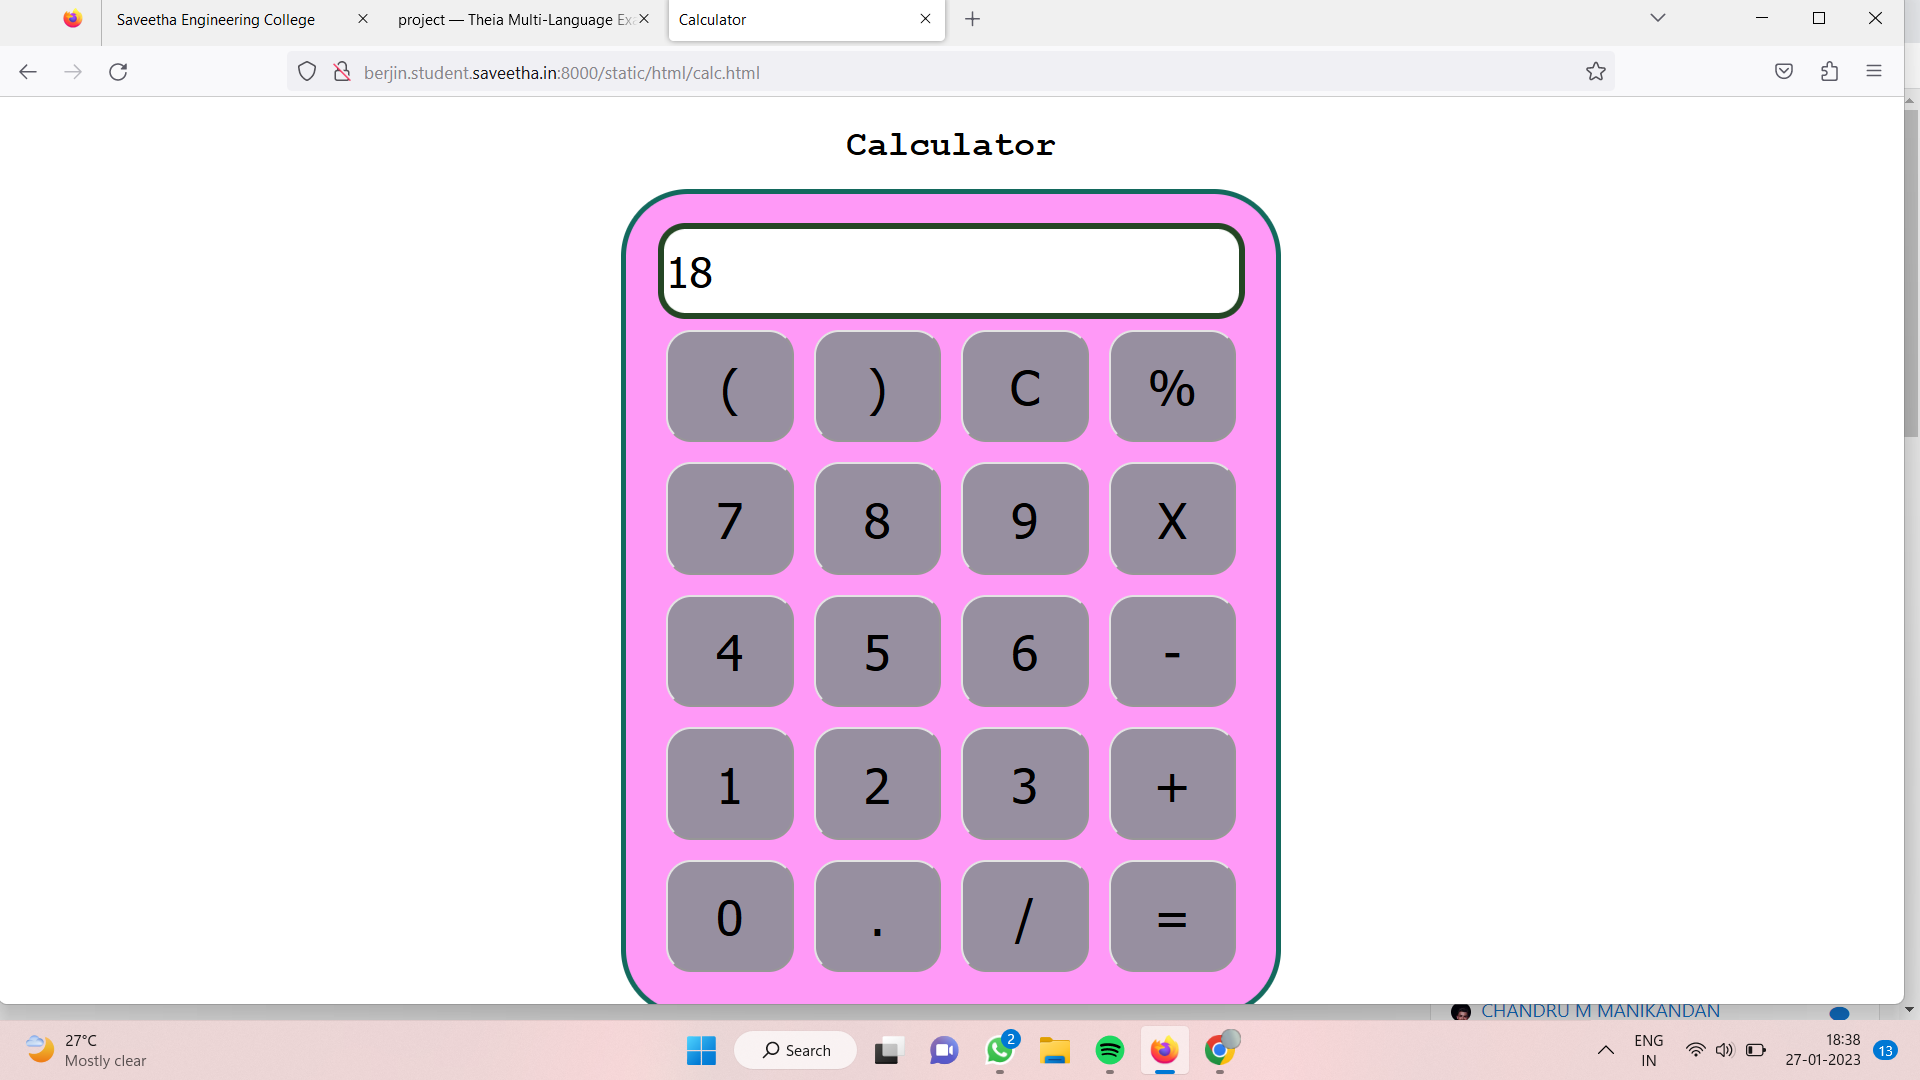 Saveetha Engineering College
project — Theia Multi-Language Ex
Calculator
berjin.student.saveetha.in:8000/static/html/calc.html
Calculator
18
( ) C %
7 8 9 X
4 5 6 -
1 2 3 +
0 . / =
CHANDRU M MANIKANDAN
27°C
Mostly clear
Search
2
ENG
IN
18:38
27-01-2023
13